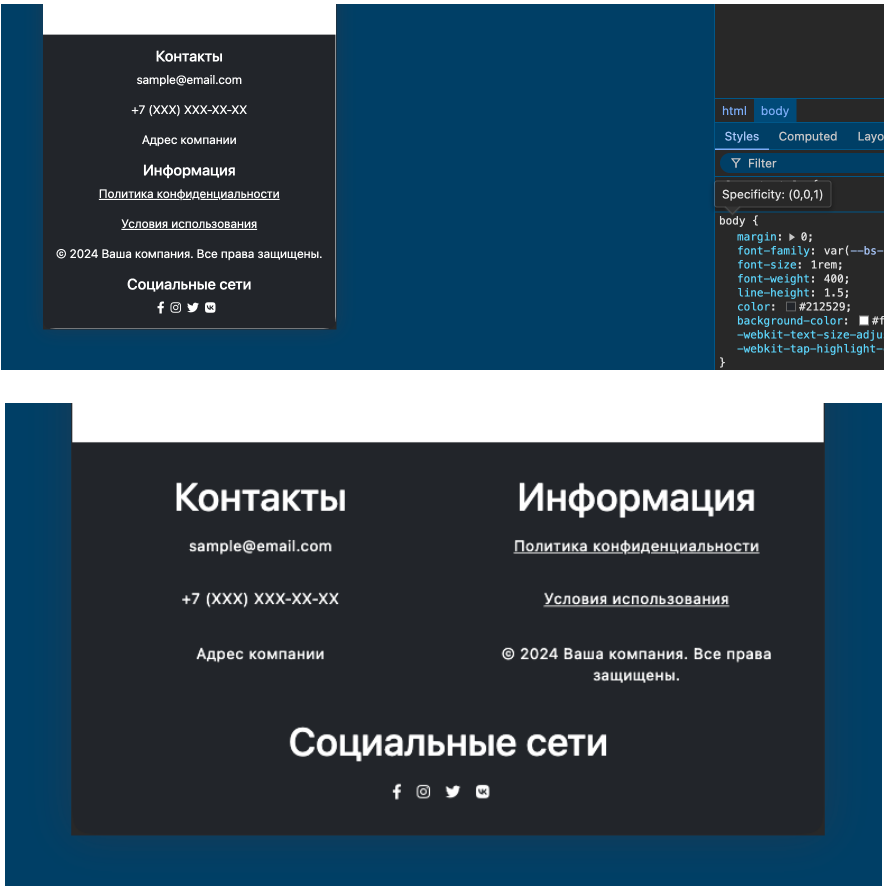 Контакты
sample@email.com
+7 (XXX) XXX-XX-XX
Адрес компании
Информация
Политика конфиденциальности
Условия использования
© 2024 Ваша компания. Все права защищены.
Социальные сети
html body
Styles Computed Layo
Filter
Specificity: (0,0,1)
body {
margin: ▶ 0;
font-family: var(--bs-
font-size: 1rem;
font-weight: 400;
line-height: 1.5;
color: #212529;
background-color: #f
-webkit-text-size-adju
-webkit-tap-highlight-
}
Контакты
sample@email.com
+7 (XXX) XXX-XX-XX
Адрес компании
Информация
Политика конфиденциальности
Условия использования
© 2024 Ваша компания. Все права
защищены.
Социальные сети